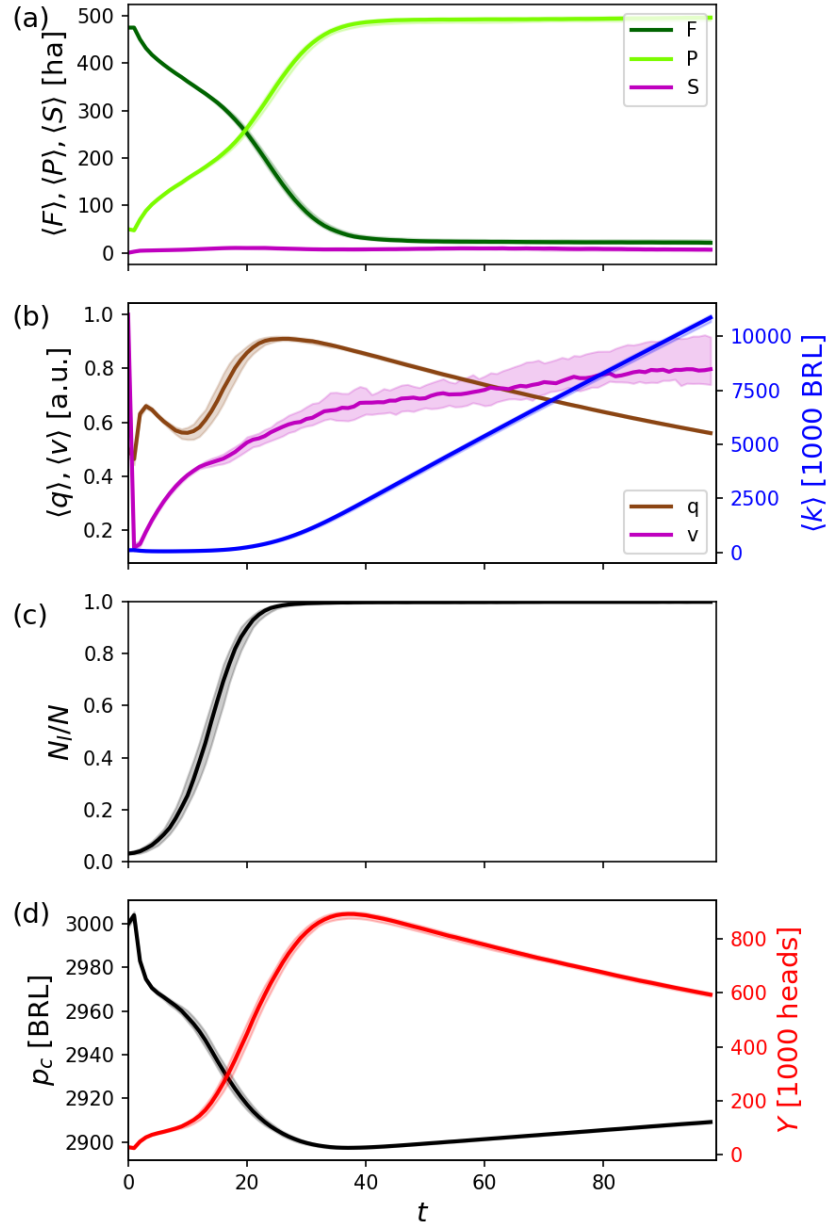 (a)
500
400
300
200
100
0
⟨F⟩, ⟨P⟩, ⟨S⟩ [ha]
F
P
S
(b)
1.0
0.8
0.6
0.4
0.2
⟨q⟩, ⟨v⟩ [a.u.]
10000
7500
5000
2500
0
⟨k⟩ [1000 BRL]
q
v
(c)
1.0
0.8
0.6
0.4
0.2
0.0
N_I/N
(d)
3000
2980
2960
2940
2920
2900
p_c [BRL]
800
600
400
200
0
Y [1000 heads]
0 20 40 60 80
t